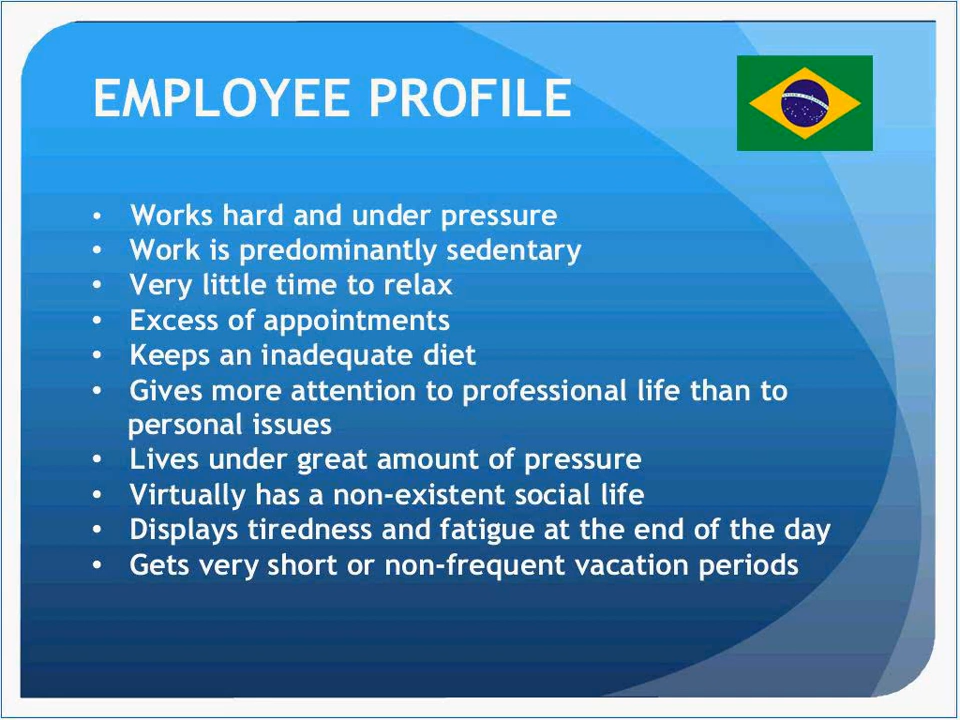 EMPLOYEE PROFILE
• Works hard and under pressure
• Work is predominantly sedentary
• Very little time to relax
• Excess of appointments
• Keeps an inadequate diet
• Gives more attention to professional life than to
personal issues
• Lives under great amount of pressure
• Virtually has a non-existent social life
• Displays tiredness and fatigue at the end of the day
• Gets very short or non-frequent vacation periods